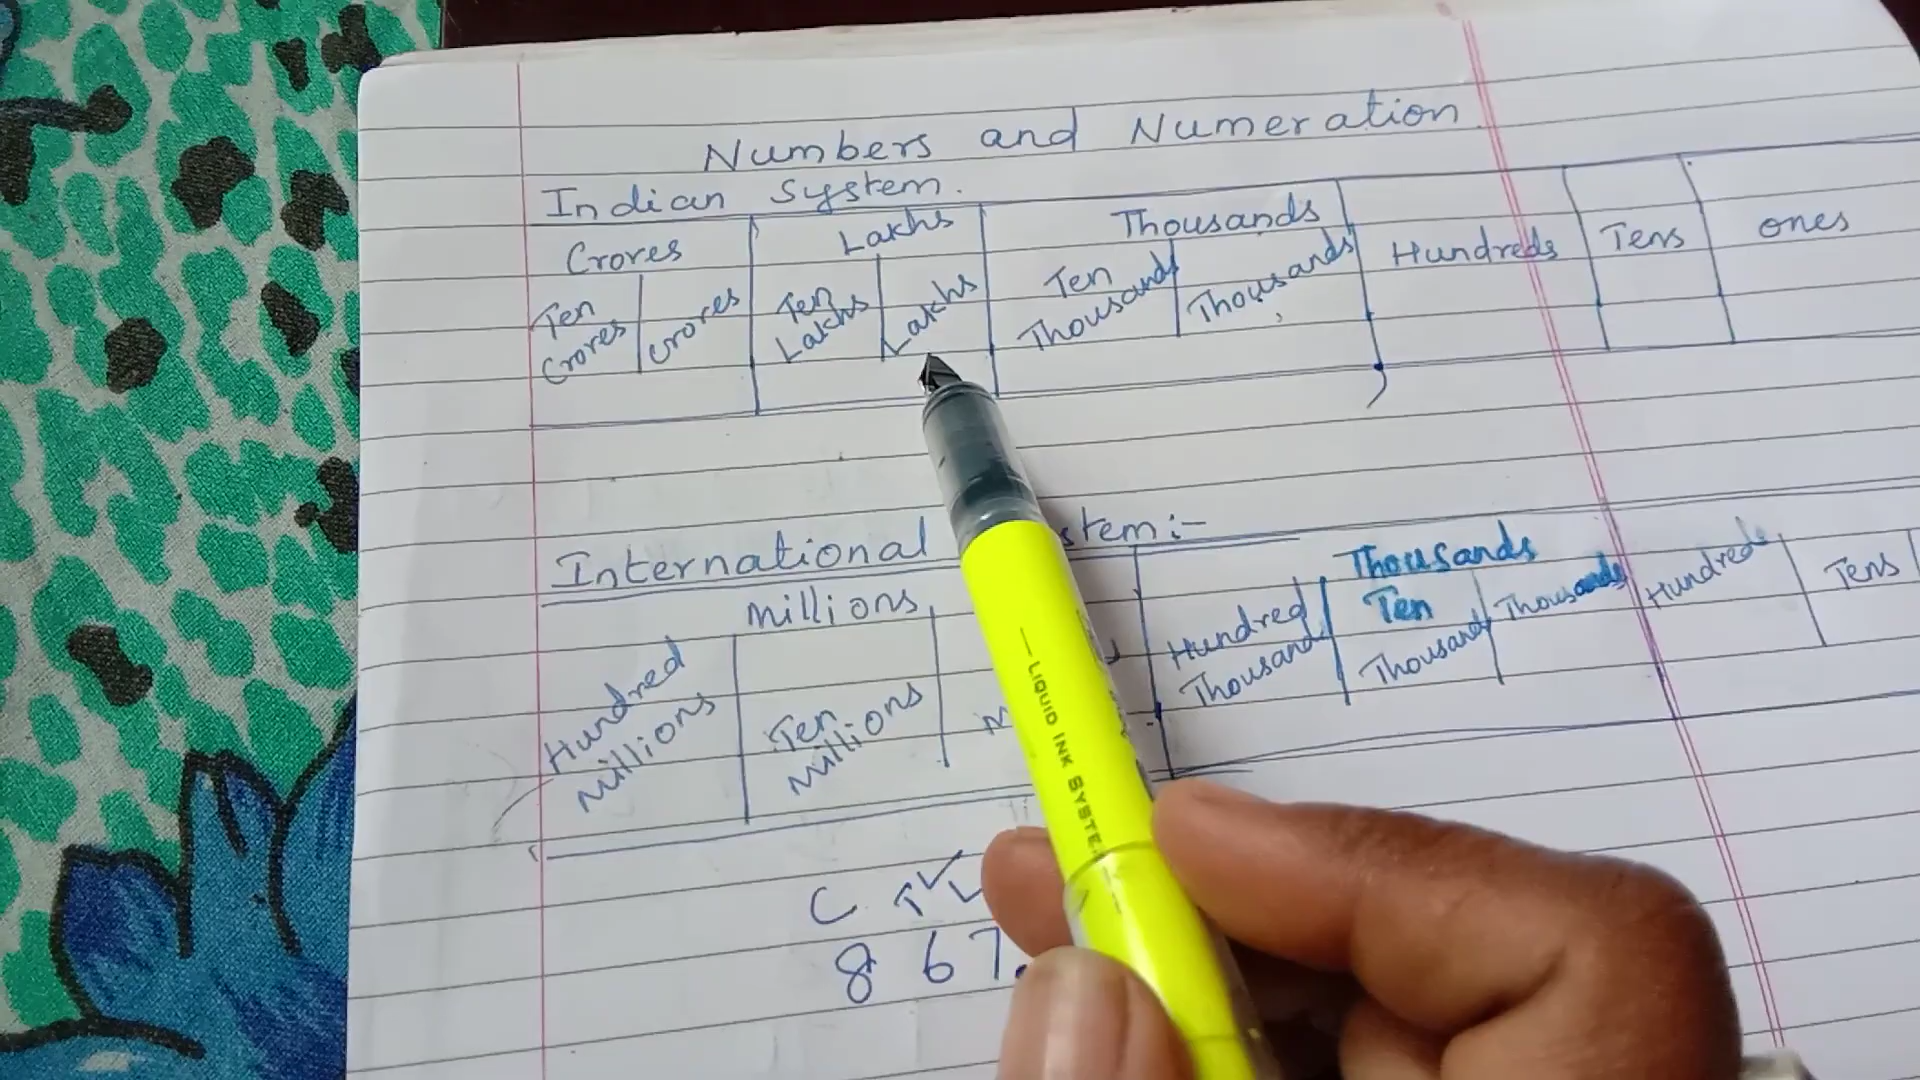 Numbers and Numeration
Indian System.
Crores Lakhs Thousands Hundreds Tens ones
Ten Crores Crores Ten Lakhs Lakhs Ten Thousands Thousands
International stem:-
Millions Thousands
Hundred Millions Ten Millions Hundred Thousand Ten Thousand Thousands Hundreds Tens
C T L
8 6 7
LIQUID INK SYSTE